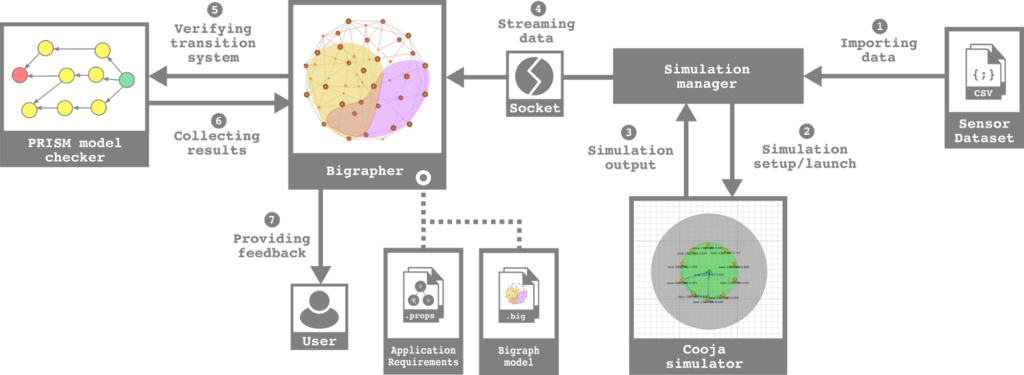 5
Verifying
transition
system
4
Streaming
data
1
Importing
data
Simulation
manager
{;}
CSV
Socket
Sensor
Dataset
PRISM model
checker
6
Collecting
results
Bigrapher
3
Simulation
output
2
Simulation
setup/launch
7
Providing
feedback
User
.props
Application
Requirements
.big
Bigraph
model
Cooja
simulator